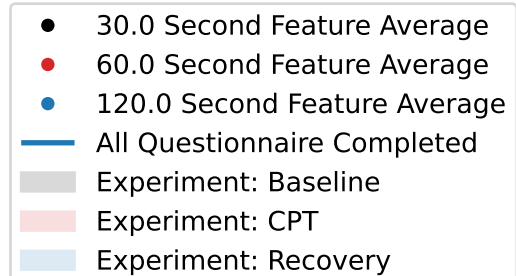 30.0 Second Feature Average
60.0 Second Feature Average
120.0 Second Feature Average
All Questionnaire Completed
Experiment: Baseline
Experiment: CPT
Experiment: Recovery